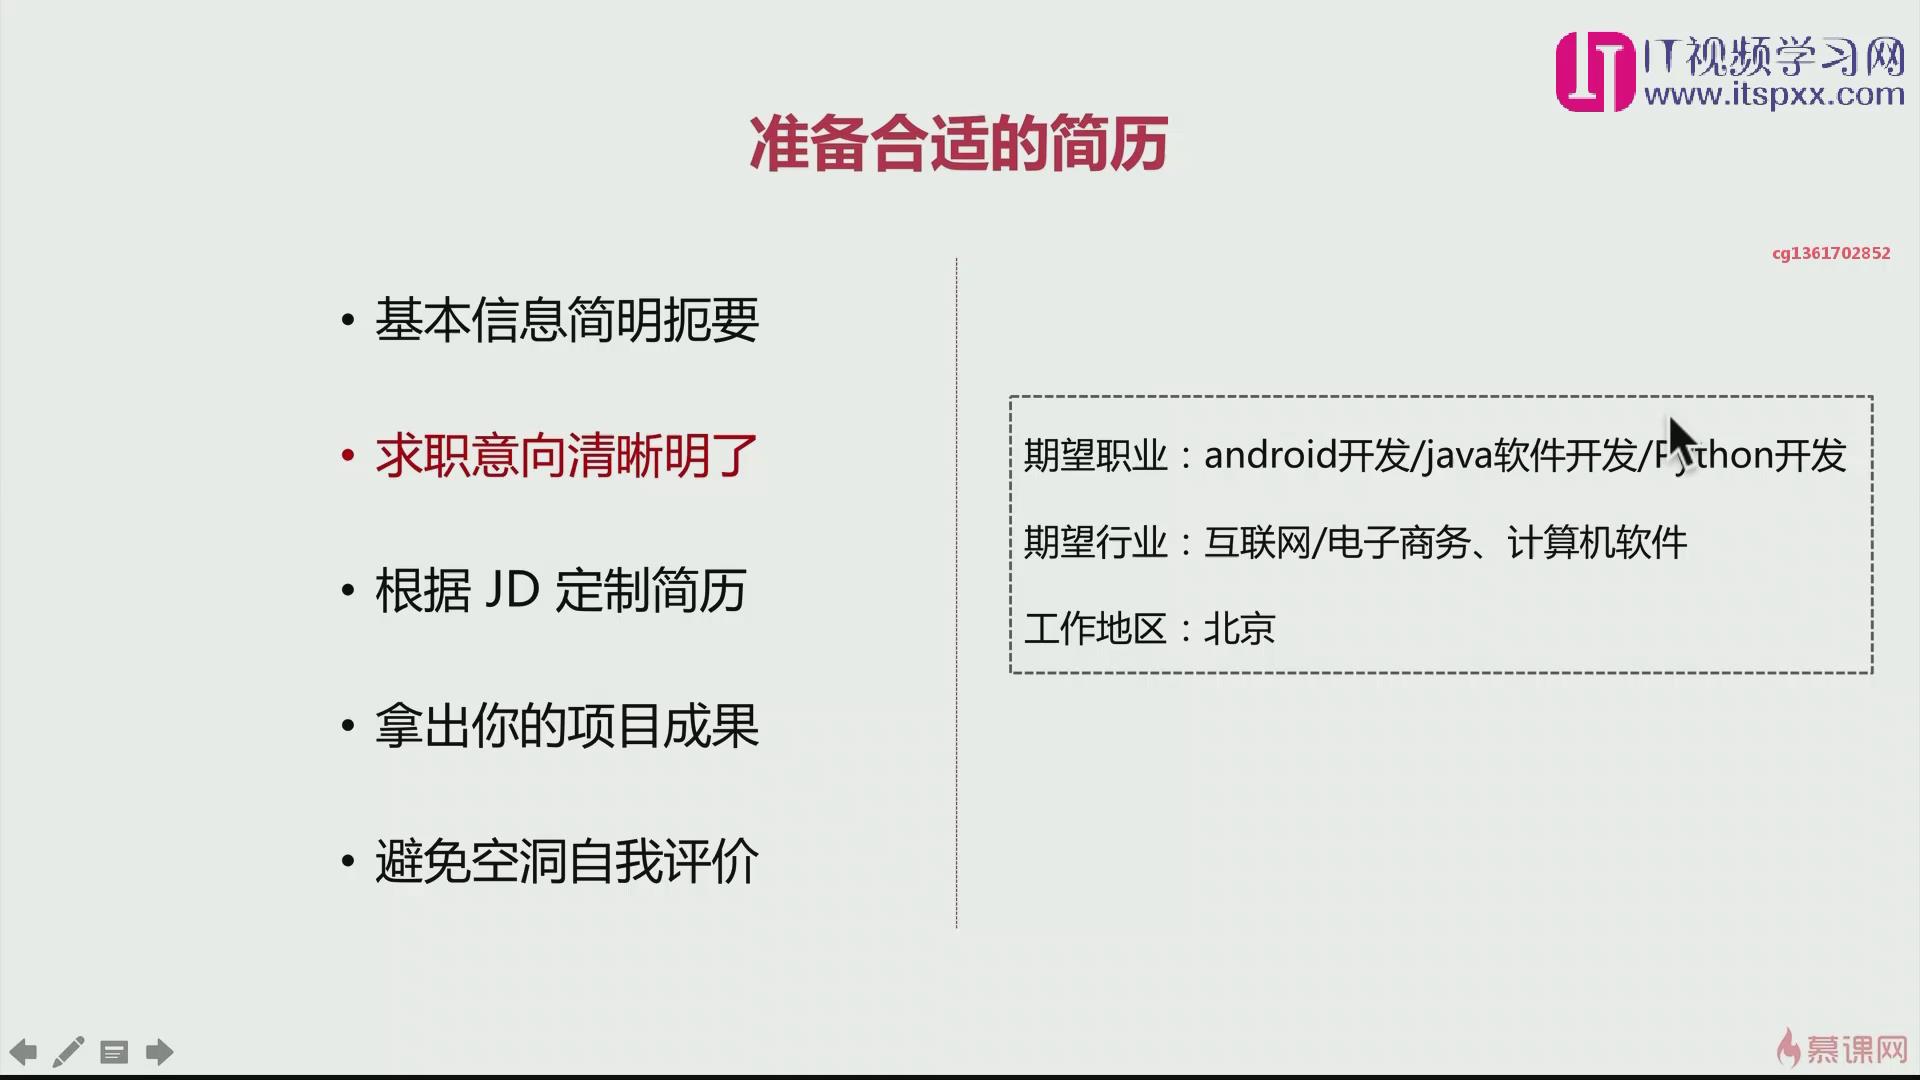 IT视频学习网
www.itspxx.com
准备合适的简历
cg1361702852
• 基本信息简明扼要
• 求职意向清晰明了
• 根据 JD 定制简历
• 拿出你的项目成果
• 避免空洞自我评价
期望职业：android开发/java软件开发/Python开发
期望行业：互联网/电子商务、计算机软件
工作地区：北京
慕课网